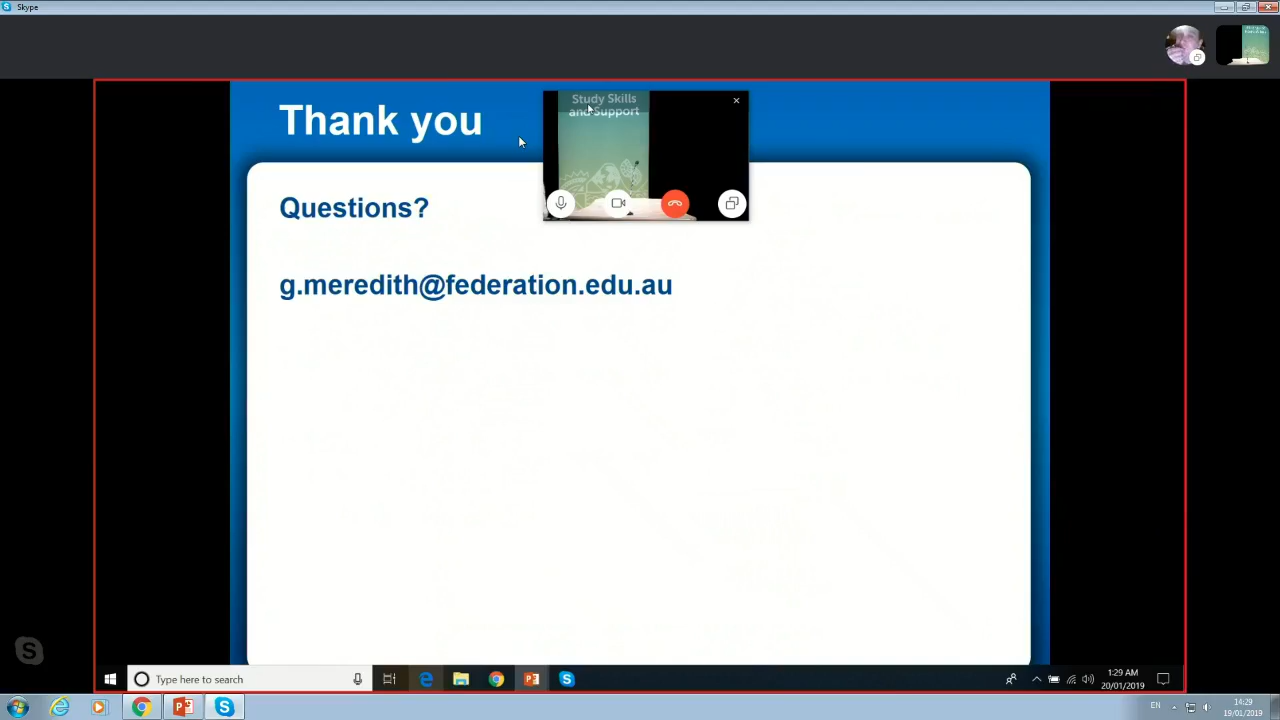 Skype
Thank you
Study Skills
and Support
Questions?
g.meredith@federation.edu.au
Type here to search
1:29 AM
20/01/2019
EN
14:29
19/01/2019